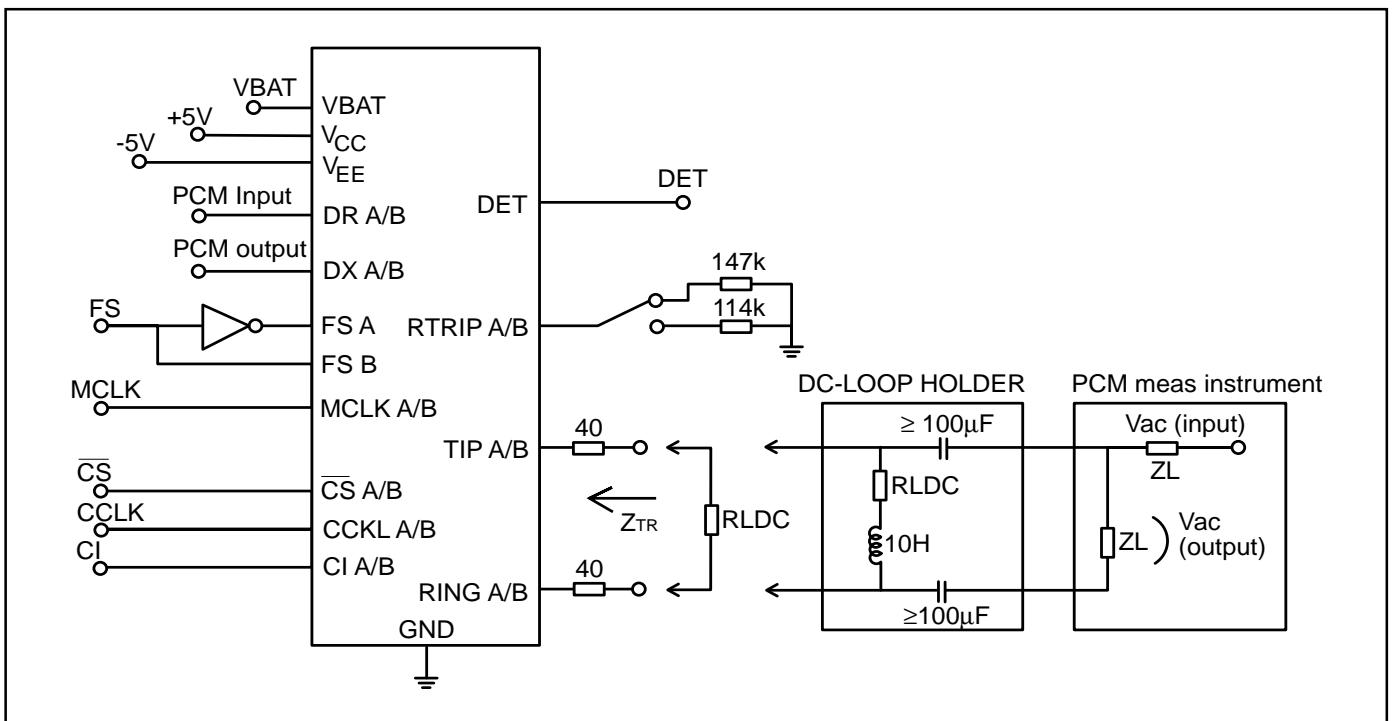 VBAT
+5V
-5V
PCM Input
PCM output
FS
MCLK
CS
CCLK
CI
VBAT
VCC
VEE
DR A/B
DX A/B
FS A
FS B
MCLK A/B
CS A/B
CCKL A/B
CI A/B
GND
DET
RTRIP A/B
TIP A/B
RING A/B
DET
147k
114k
40
ZTR
40
RLDC
DC-LOOP HOLDER
≥ 100µF
RLDC
10H
≥100µF
PCM meas instrument
Vac (input)
ZL
ZL
Vac
(output)